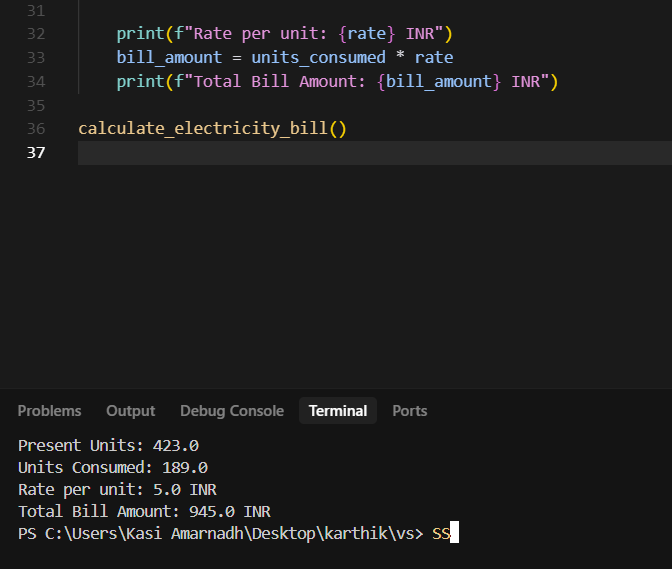 31
32 print(f"Rate per unit: {rate} INR")
33 bill_amount = units_consumed * rate
34 print(f"Total Bill Amount: {bill_amount} INR")
35
36 calculate_electricity_bill()
37
Problems Output Debug Console Terminal Ports
Present Units: 423.0
Units Consumed: 189.0
Rate per unit: 5.0 INR
Total Bill Amount: 945.0 INR
PS C:\Users\Kasi Amarnadh\Desktop\karthik\vs> SS